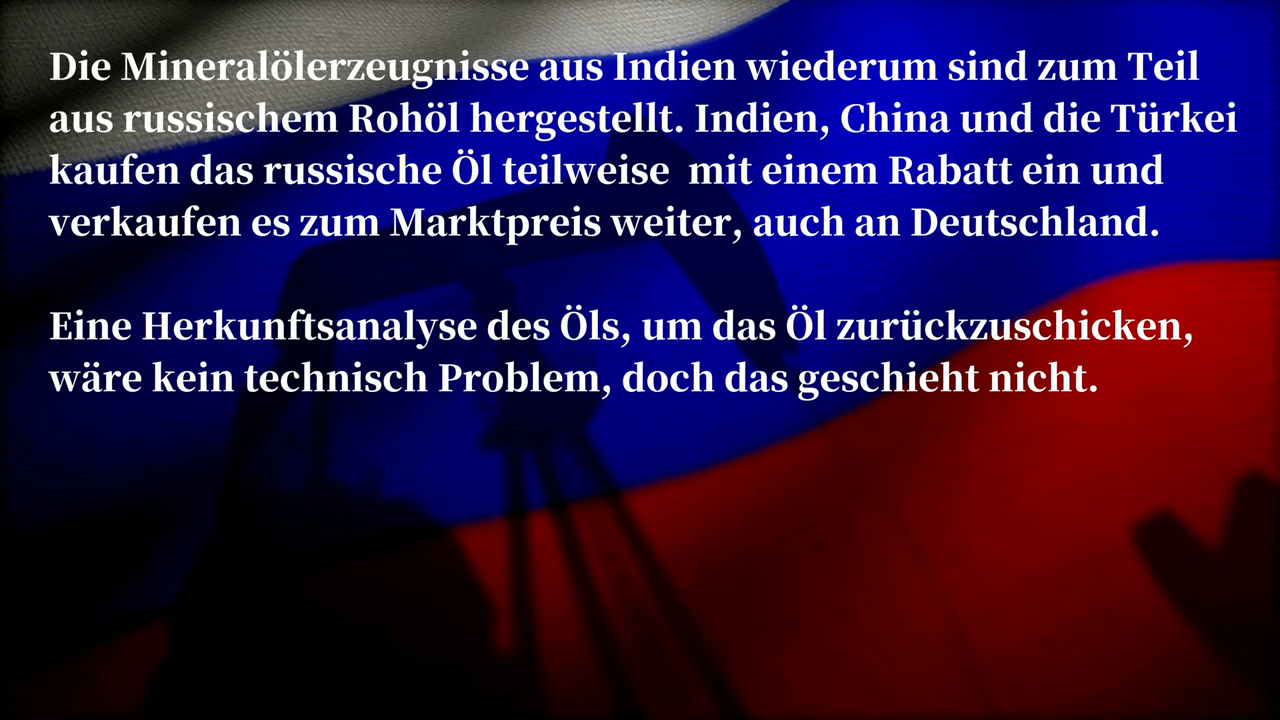 Die Mineralölerzeugnisse aus Indien wiederum sind zum Teil
aus russischem Rohöl hergestellt. Indien, China und die Türkei
kaufen das russische Öl teilweise  mit einem Rabatt ein und
verkaufen es zum Marktpreis weiter, auch an Deutschland.
Eine Herkunftsanalyse des Öls, um das Öl zurückzuschicken,
wäre kein technisch Problem, doch das geschieht nicht.